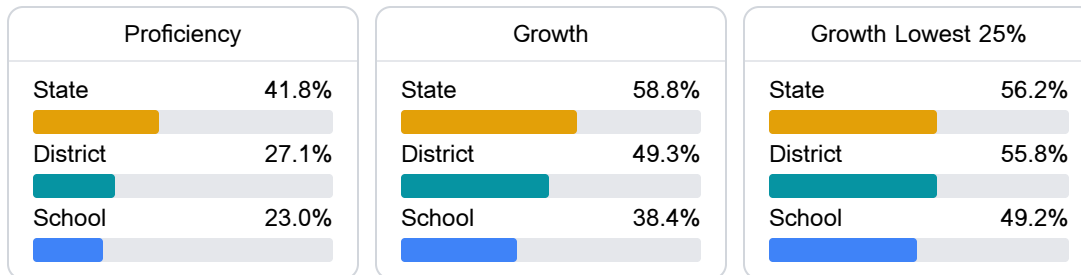 Proficiency
State 41.8%
District 27.1%
School 23.0%
Growth
State 58.8%
District 49.3%
School 38.4%
Growth Lowest 25%
State 56.2%
District 55.8%
School 49.2%